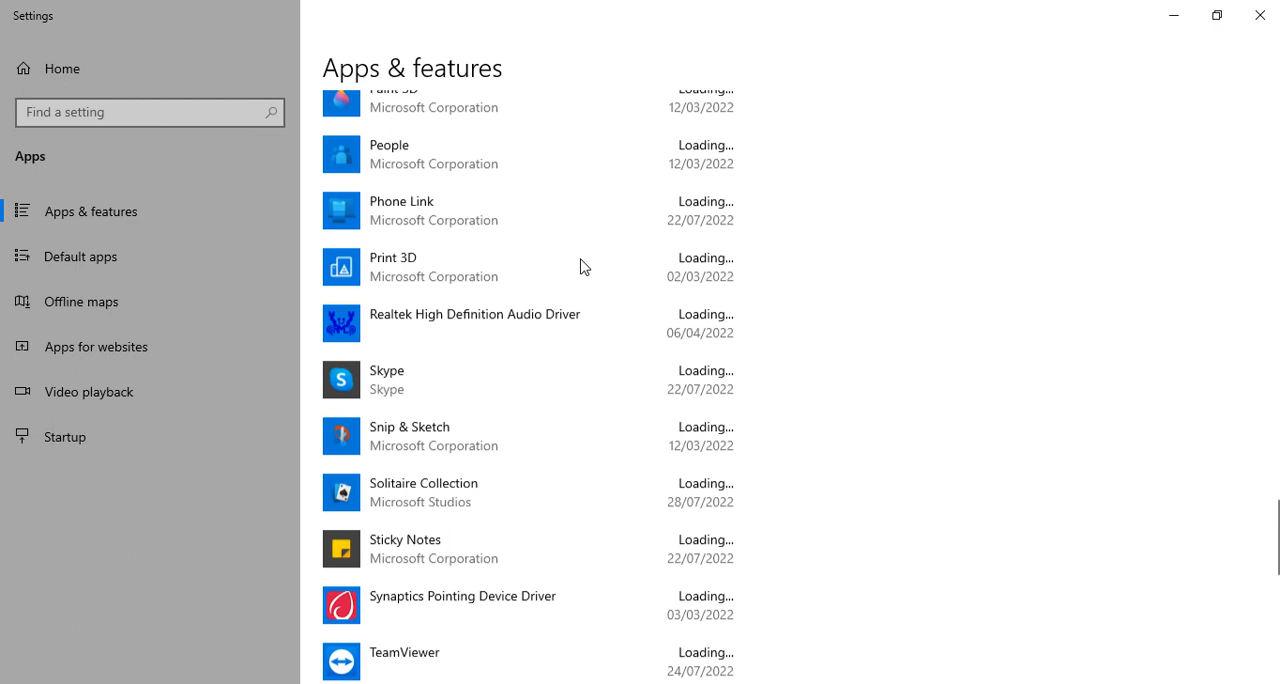 Settings
Home
Find a setting
Apps
Apps & features
Default apps
Offline maps
Apps for websites
Video playback
Startup
Apps & features
Paint 3D Loading...
Microsoft Corporation 12/03/2022
People Loading...
Microsoft Corporation 12/03/2022
Phone Link Loading...
Microsoft Corporation 22/07/2022
Print 3D Loading...
Microsoft Corporation 02/03/2022
Realtek High Definition Audio Driver Loading...
06/04/2022
Skype Loading...
Skype 22/07/2022
Snip & Sketch Loading...
Microsoft Corporation 12/03/2022
Solitaire Collection Loading...
Microsoft Studios 28/07/2022
Sticky Notes Loading...
Microsoft Corporation 22/07/2022
Synaptics Pointing Device Driver Loading...
03/03/2022
TeamViewer Loading...
24/07/2022